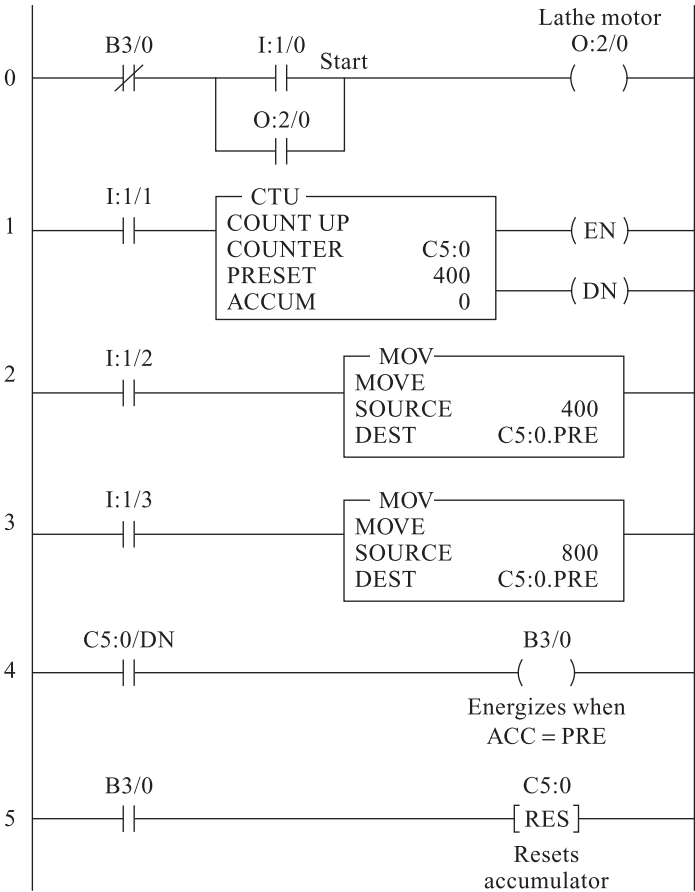 Lathe motor
B3/0 I:1/0 O:2/0
Start
0
O:2/0
I:1/1
CTU
1
COUNT UP
EN
COUNTER C5:0
PRESET 400
DN
ACCUM 0
I:1/2
MOV
2
MOVE
SOURCE 400
DEST C5:0.PRE
I:1/3
MOV
3
MOVE
SOURCE 800
DEST C5:0.PRE
C5:0/DN B3/0
4
Energizes when
ACC = PRE
B3/0 C5:0
5
RES
Resets
accumulator